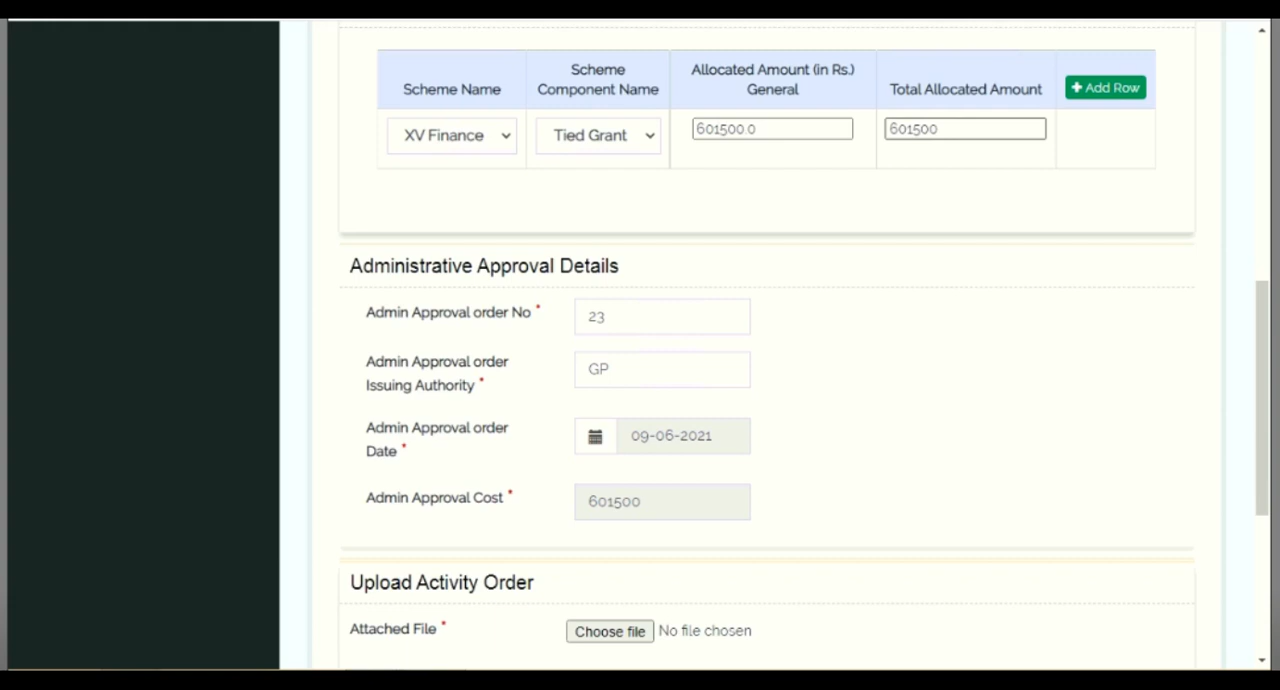 Scheme Name
Scheme
Component Name
Allocated Amount (in Rs.)
General
Total Allocated Amount
Add Row
XV Finance
Tied Grant
601500.0
601500
Administrative Approval Details
Admin Approval order No *
23
Admin Approval order
Issuing Authority *
GP
Admin Approval order
Date *
09-06-2021
Admin Approval Cost *
601500
Upload Activity Order
Attached File *
Choose file No file chosen